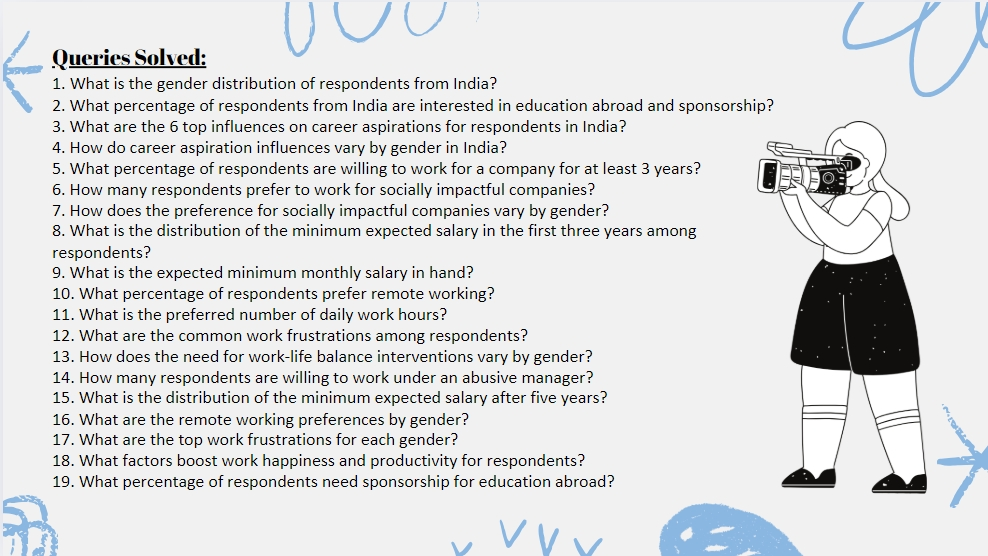 Queries Solved:
1. What is the gender distribution of respondents from India?
2. What percentage of respondents from India are interested in education abroad and sponsorship?
3. What are the 6 top influences on career aspirations for respondents in India?
4. How do career aspiration influences vary by gender in India?
5. What percentage of respondents are willing to work for a company for at least 3 years?
6. How many respondents prefer to work for socially impactful companies?
7. How does the preference for socially impactful companies vary by gender?
8. What is the distribution of the minimum expected salary in the first three years among
respondents?
9. What is the expected minimum monthly salary in hand?
10. What percentage of respondents prefer remote working?
11. What is the preferred number of daily work hours?
12. What are the common work frustrations among respondents?
13. How does the need for work-life balance interventions vary by gender?
14. How many respondents are willing to work under an abusive manager?
15. What is the distribution of the minimum expected salary after five years?
16. What are the remote working preferences by gender?
17. What are the top work frustrations for each gender?
18. What factors boost work happiness and productivity for respondents?
19. What percentage of respondents need sponsorship for education abroad?